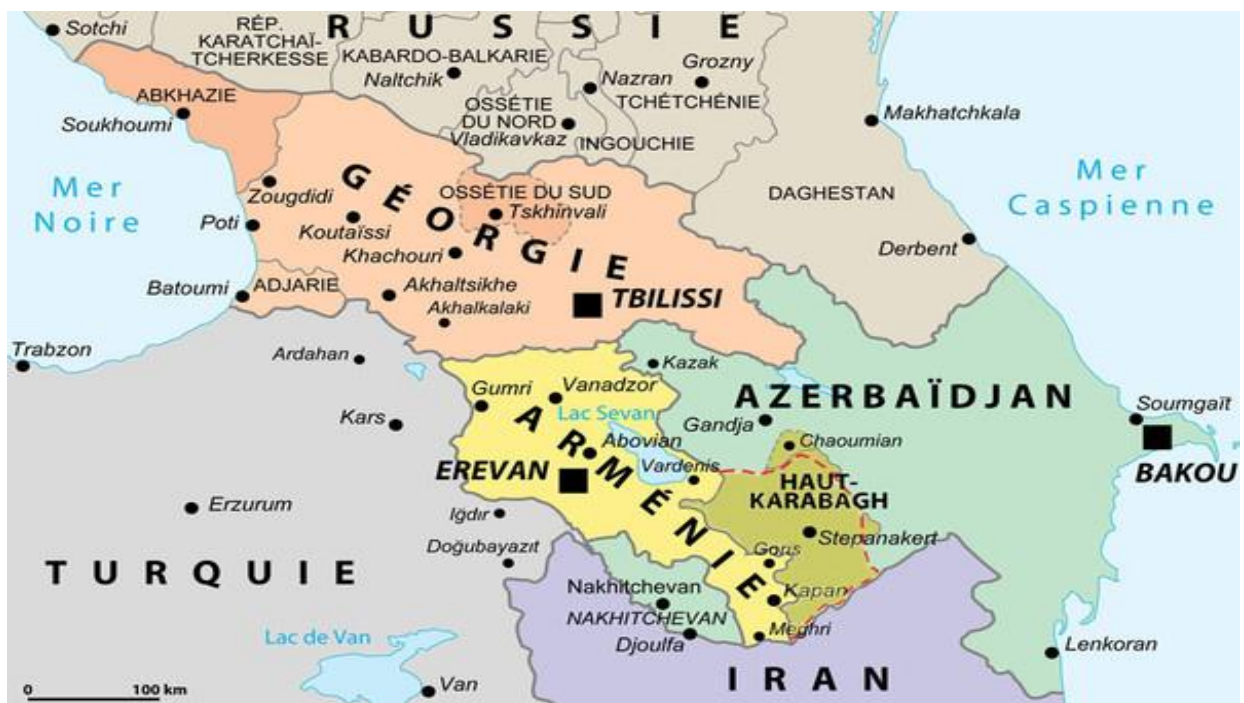 Sotchi
RÉP.
KARATCHAÏ-
TCHERKESSE
RUSSIE
KABARDO-BALKARIE
Naltchik
Nazran
Grozny
TCHÉTCHÉNIE
OSSÉTIE
DU NORD
Vladikavkaz
INGOUCHIE
Makhatchkala
ABKHAZIE
Soukhoumi
Mer
Noire
Mer
Caspienne
DAGHESTAN
Derbent
GÉORGIE
OSSÉTIE DU SUD
Tskhinvali
Zougdidi
Poti
Koutaïssi
Khachouri
Batoumi
ADJARIE
Akhaltsikhe
Akhalkalaki
TBILISSI
Trabzon
Ardahan
Kars
Kazak
AZERBAÏDJAN
Soumgaït
BAKOU
Gumri
Vanadzor
Lac Sevan
ARMÉNIE
Abovian
EREVAN
Vardenis
Gandja
Chaoumian
HAUT-
KARABAGH
Stepanakert
Goris
Kapan
Meghri
Erzurum
Iğdır
Doğubayazıt
TURQUIE
Nakhitchevan
NAKHITCHEVAN
Djoulfa
Lac de Van
Van
IRAN
Lenkoran
0 100 km